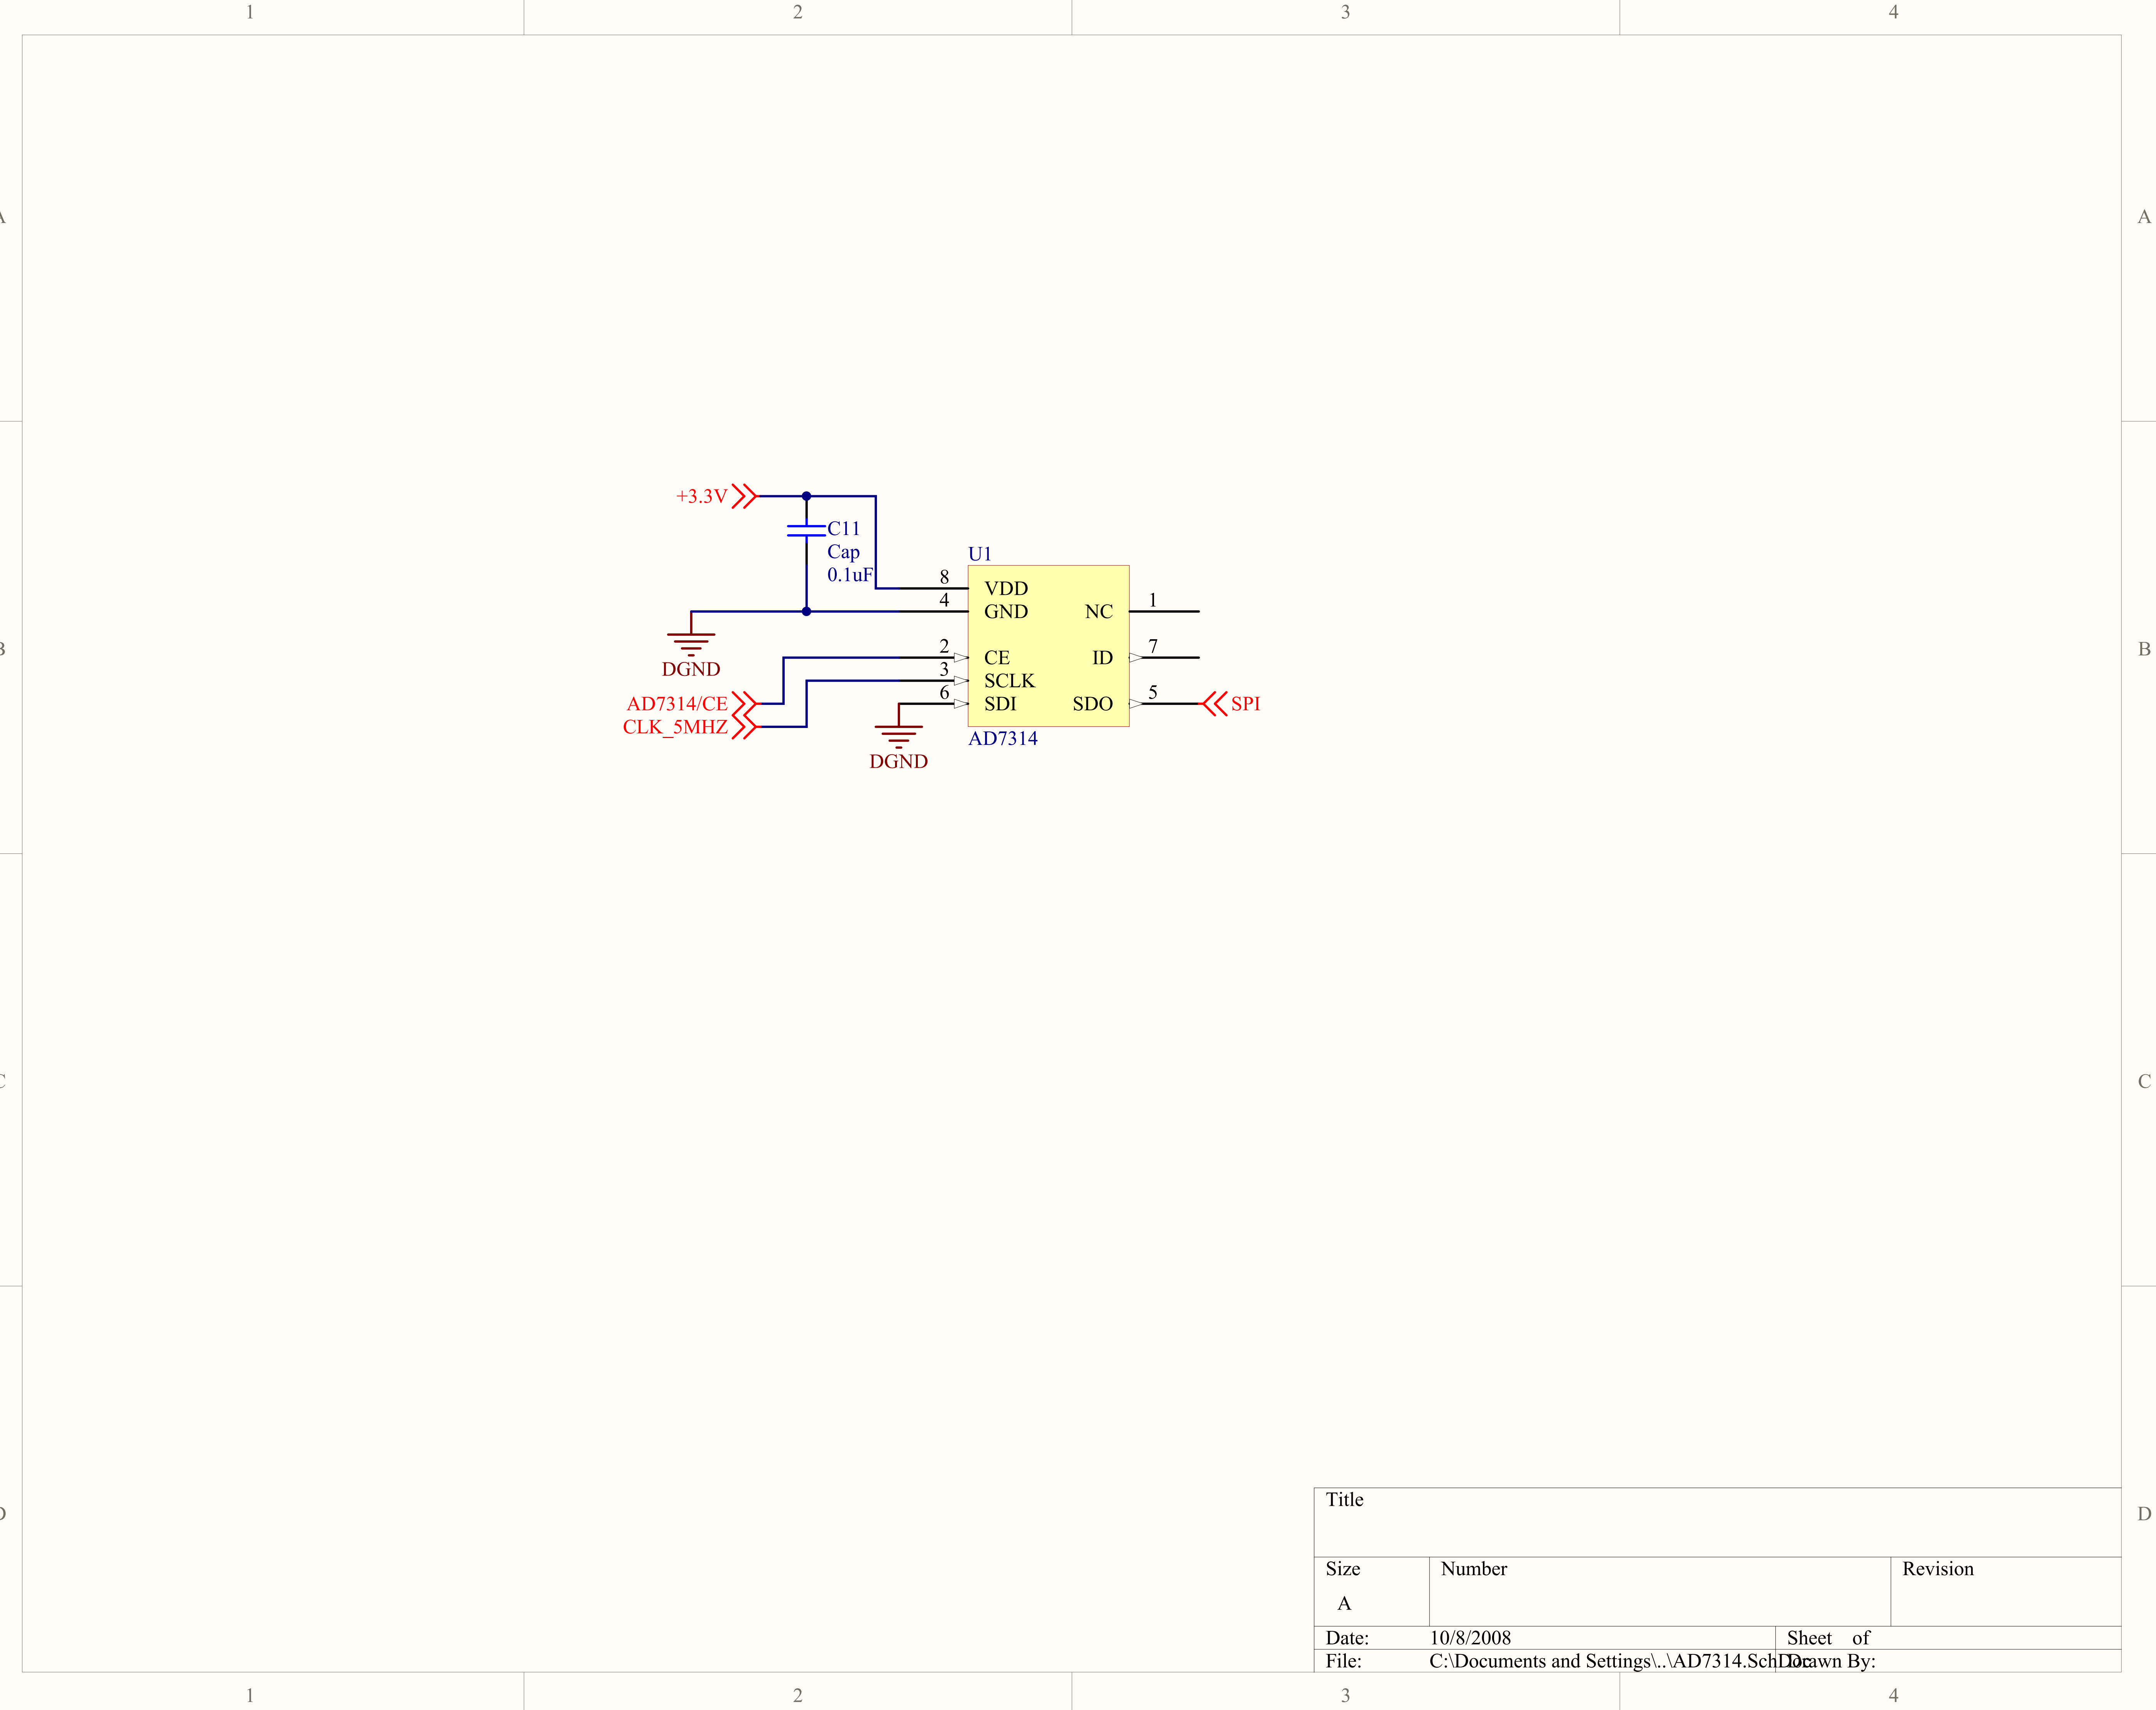 1 2 3 4
A A
+3.3V
C11
Cap
0.1uF
U1
8 VDD
4 GND NC 1
2 CE ID 7
3 SCLK
6 SDI SDO 5
AD7314
DGND
AD7314/CE
CLK_5MHZ
DGND
SPI
B B
C C
Title
D D
Size Number Revision
A
Date: 10/8/2008 Sheet of
File: C:\Documents and Settings\..\AD7314.SchDoc Drawn By:
1 2 3 4